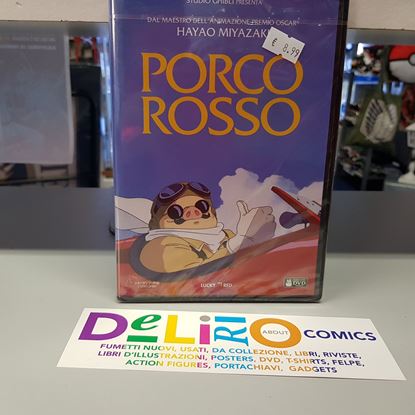 STUDIO GHIBLI PRESENTA
DAL MAESTRO DELL'ANIMAZIONE PREMIO OSCAR
HAYAO MIYAZAKI
€ 8.99
PORCO
ROSSO
LUCKY RED
DVD
DeLiRiO ABOUT COMICS
FUMETTI NUOVI, USATI, DA COLLEZIONE, LIBRI, RIVISTE,
LIBRI D'ILLUSTRAZIONI, POSTERS, DVD, T-SHIRTS, FELPE,
ACTION FIGURES, PORTACHIAVI, GADGETS